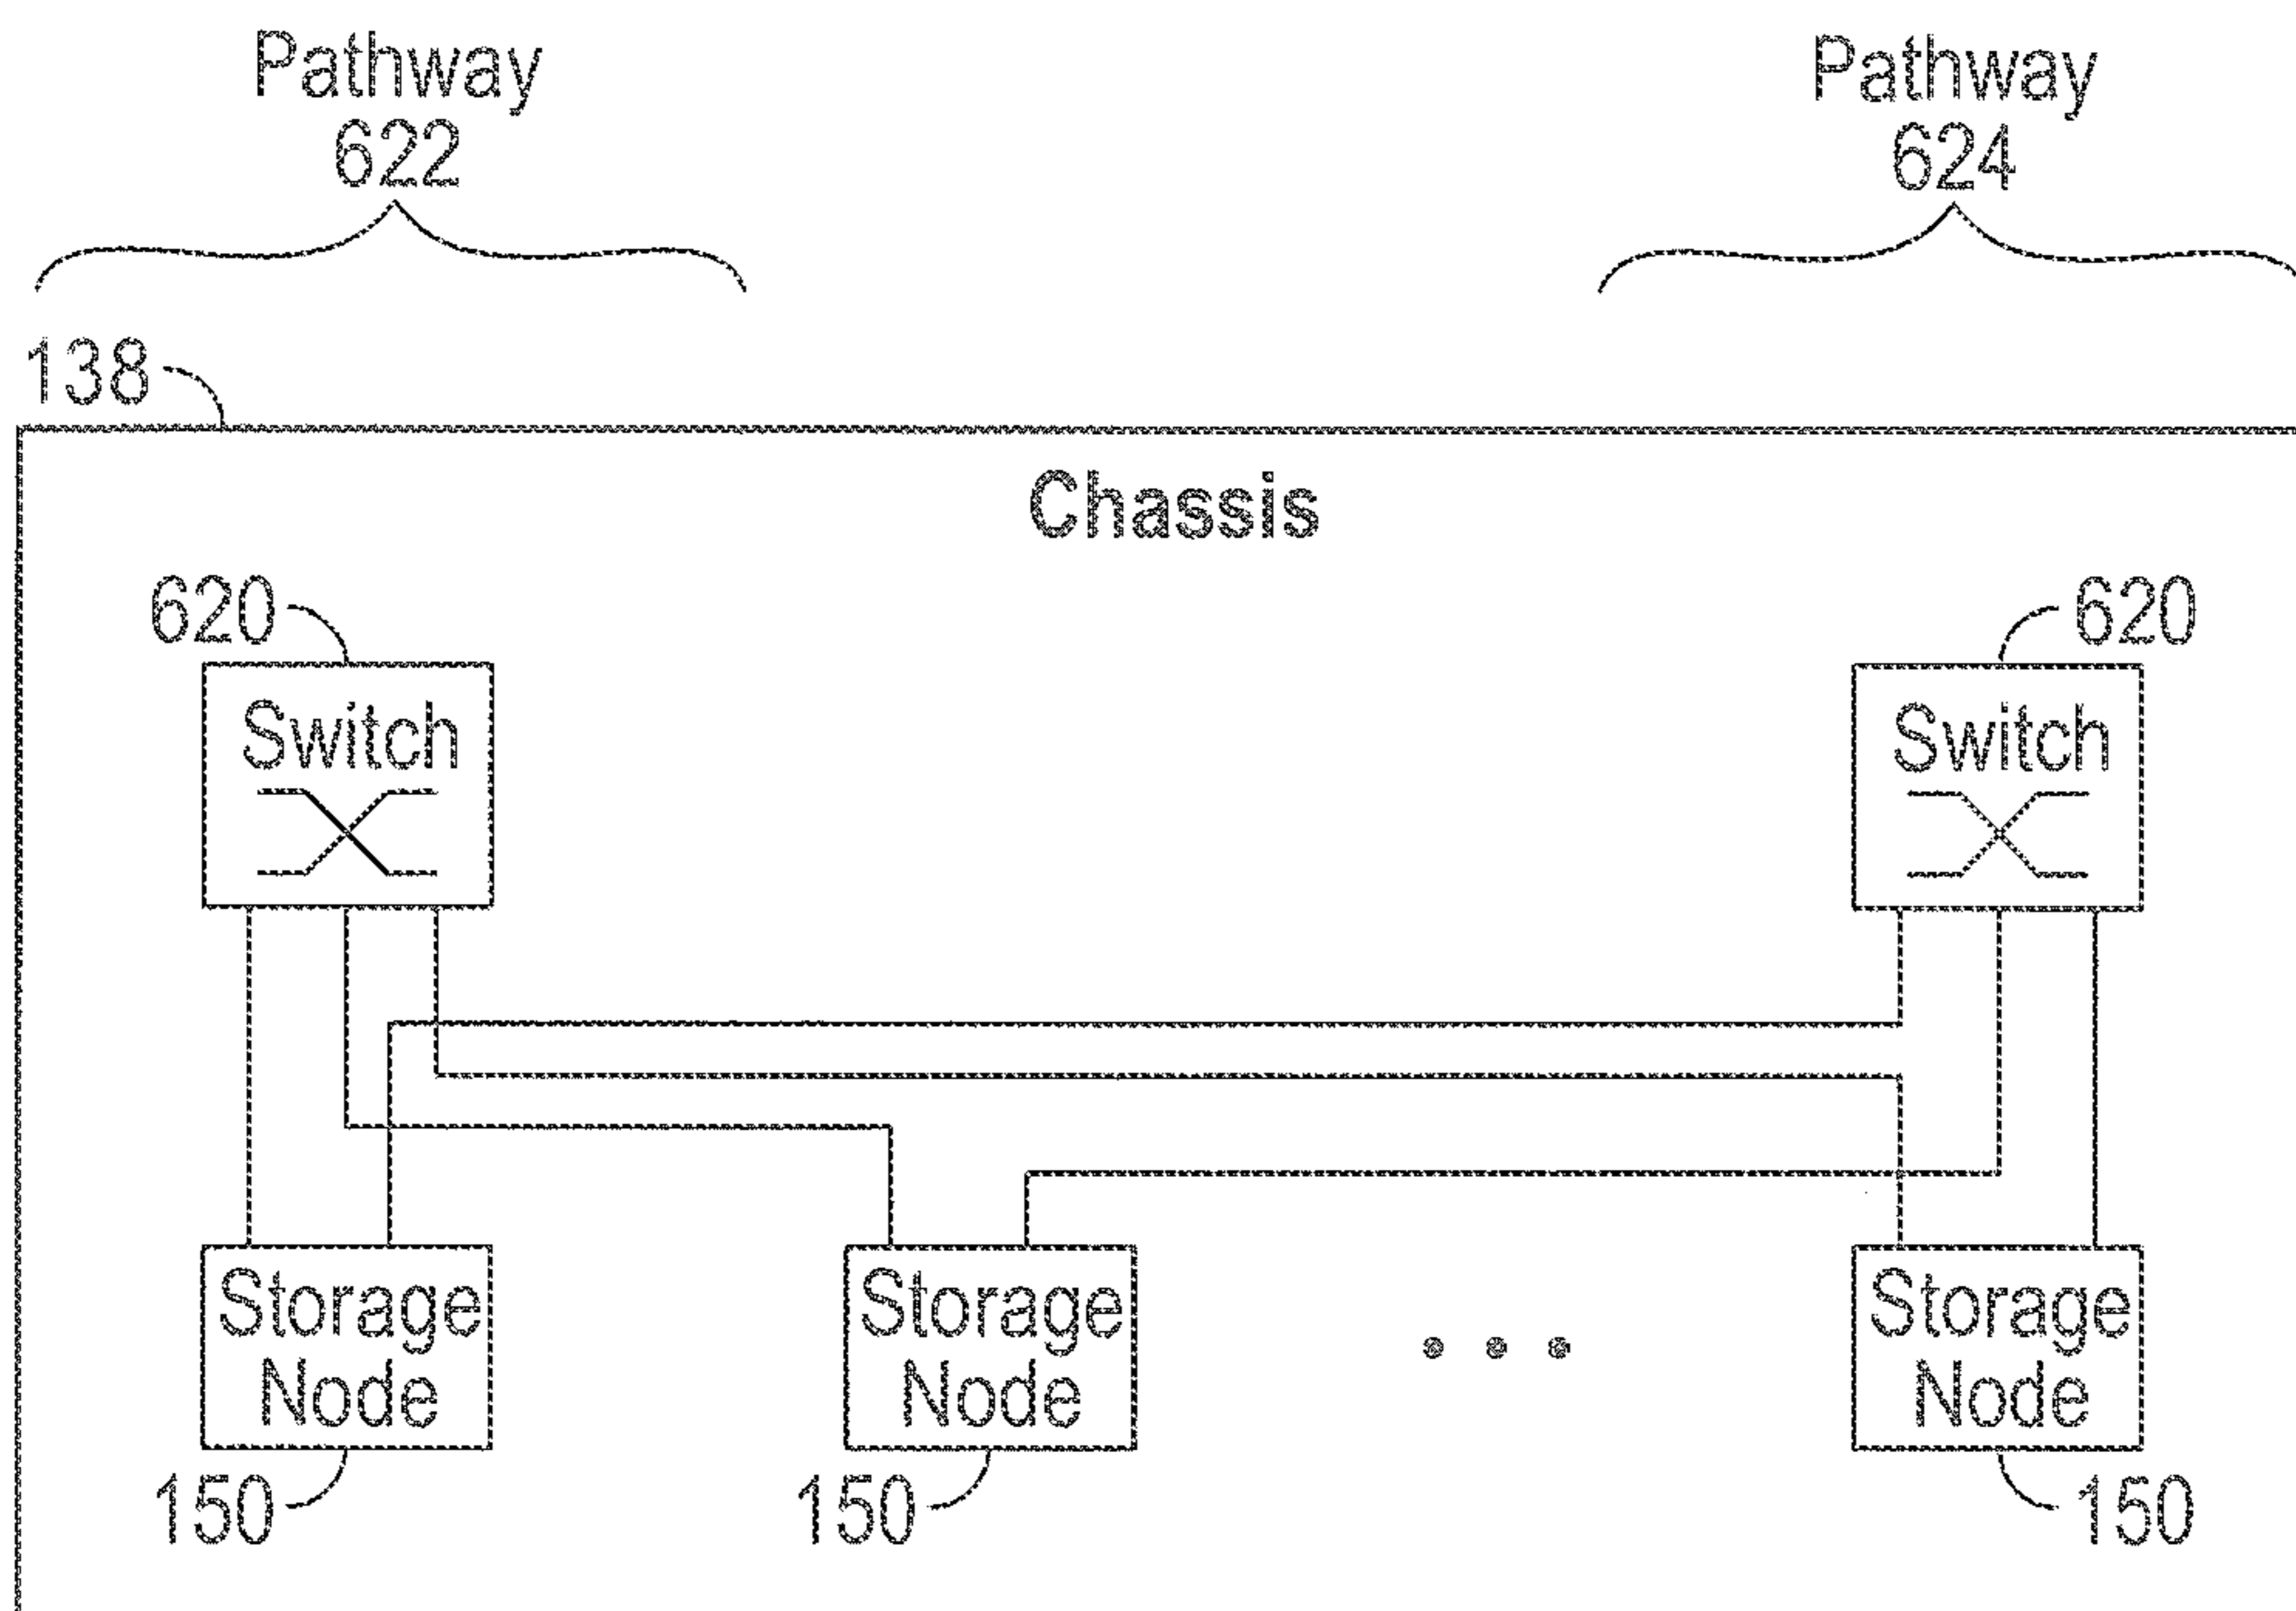 Pathway
622
Pathway
624
138
Chassis
620
620
Switch
Switch
Storage
Node
Storage
Node
Storage
Node
150
150
150